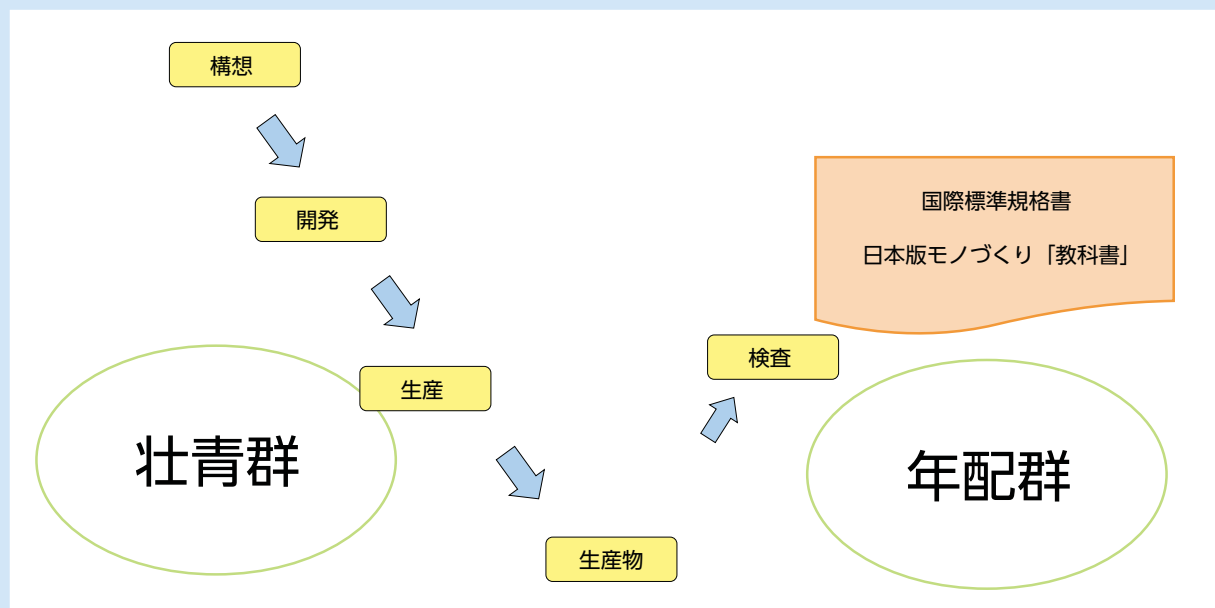 構想
開発
国際標準規格書
日本版モノづくり「教科書」
検査
生産
壮青群
年配群
生産物